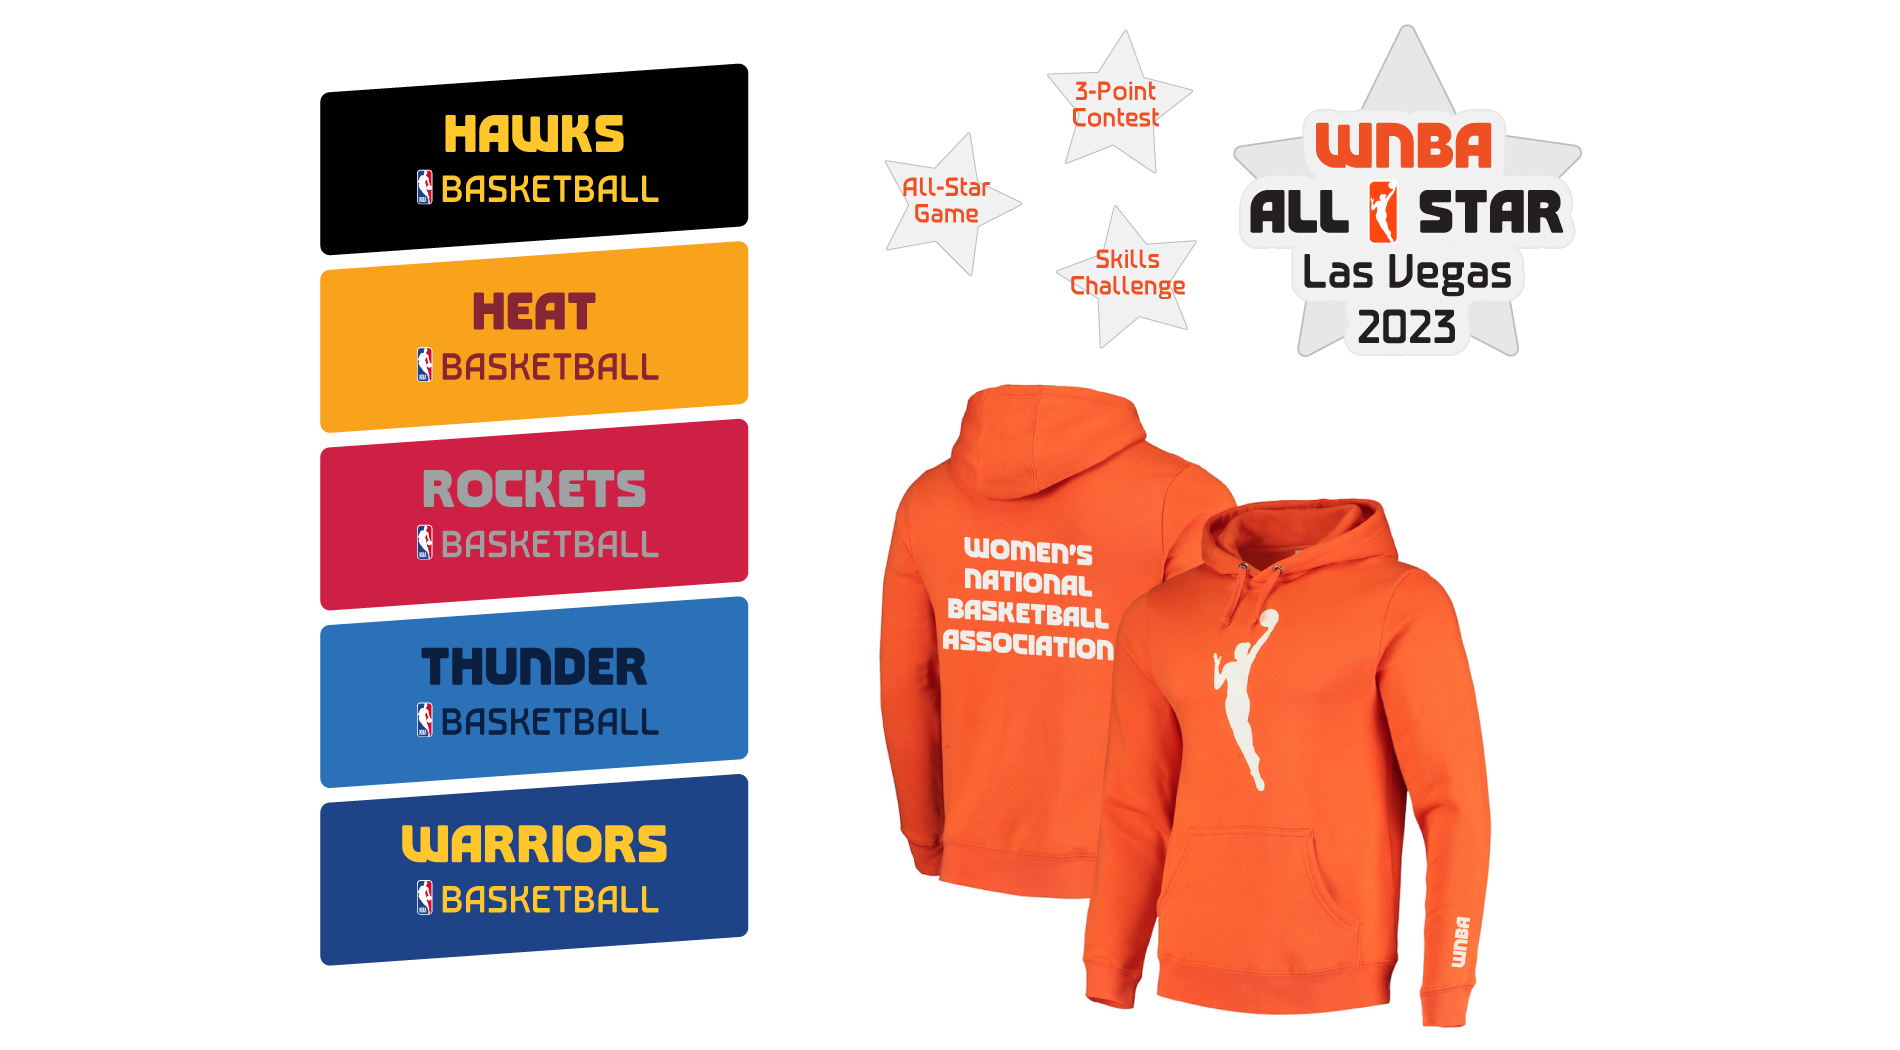 HAWKS
BASKETBALL
HEAT
BASKETBALL
ROCKETS
BASKETBALL
THUNDER
BASKETBALL
WARRIORS
BASKETBALL
3-Point
Contest
All-Star
Game
Skills
Challenge
WNBA
ALL STAR
Las Vegas
2023
WOMEN'S
NATIONAL
BASKETBALL
ASSOCIATION
WNBA